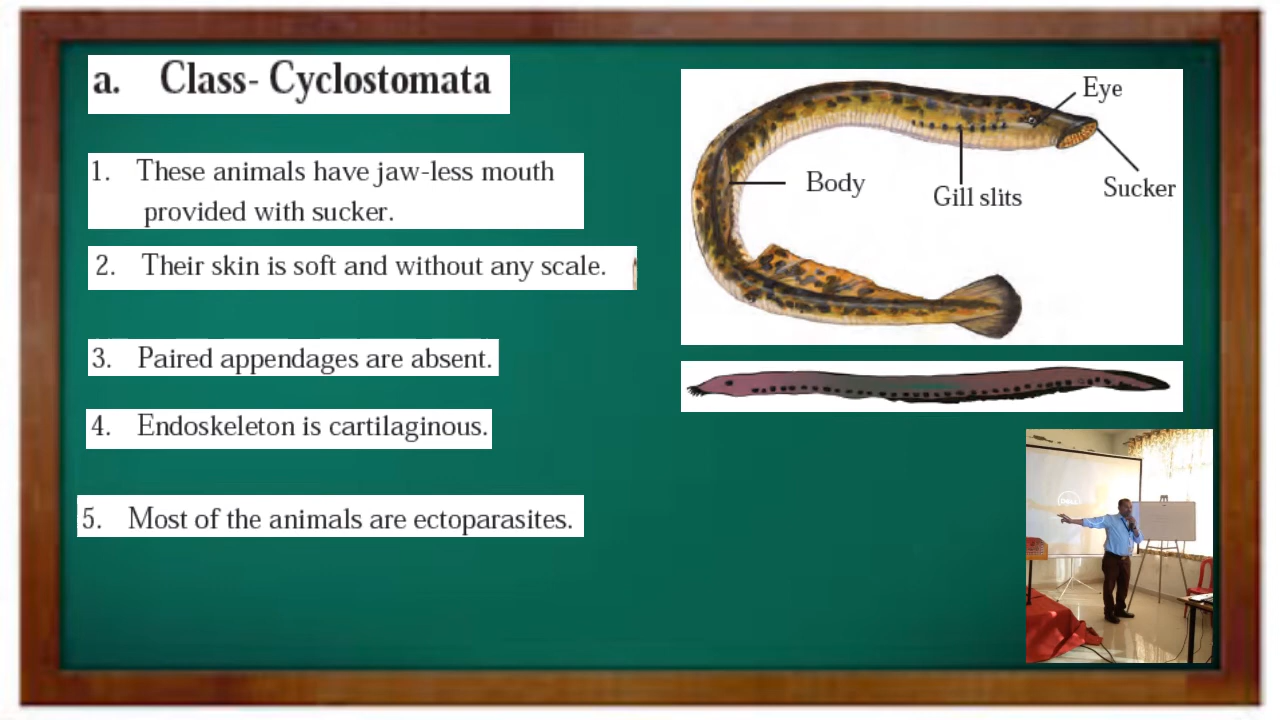 a. Class- Cyclostomata
1. These animals have jaw-less mouth
provided with sucker.
2. Their skin is soft and without any scale.
3. Paired appendages are absent.
4. Endoskeleton is cartilaginous.
5. Most of the animals are ectoparasites.
Eye
Body
Gill slits
Sucker
DELL